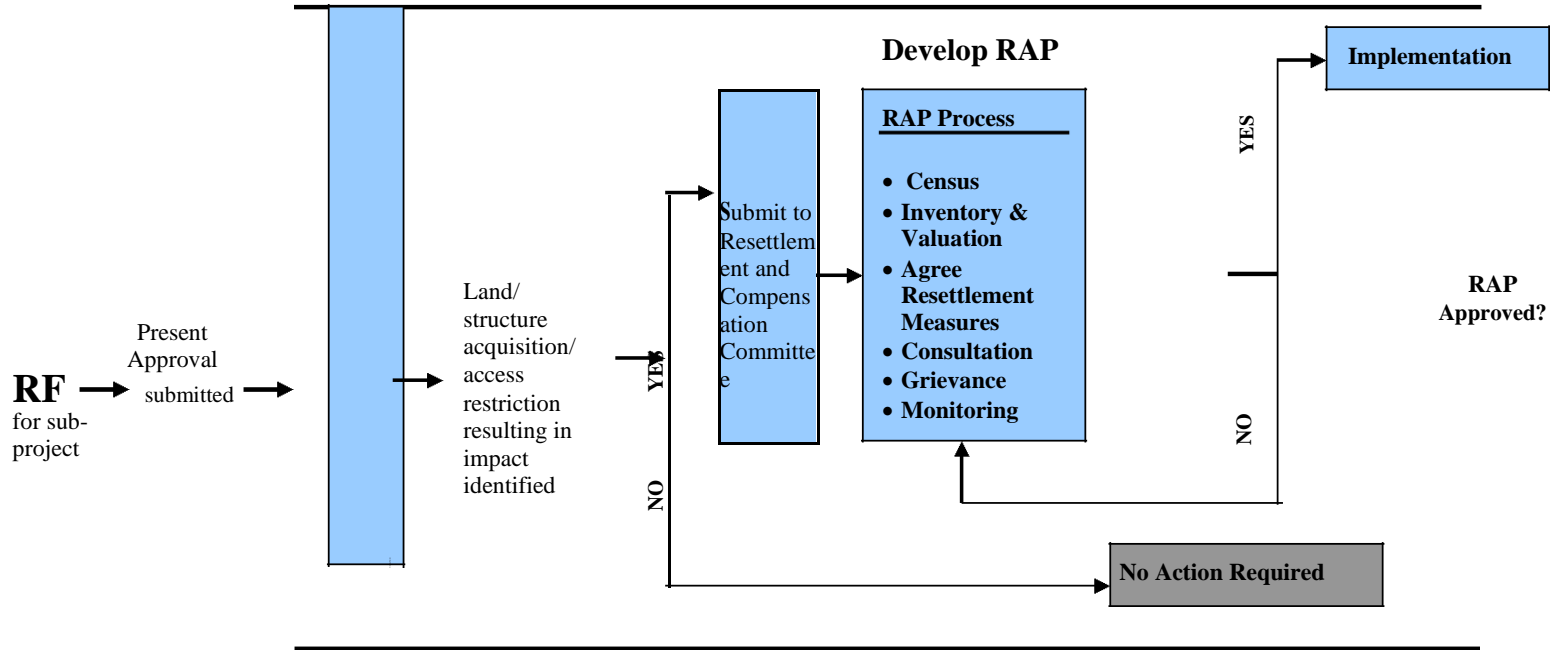 RF
for sub-
project
Present
Approval
submitted
Land/
structure
acquisition/
access
restriction
resulting in
impact
identified
YES
NO
Submit to
Resettlem
ent and
Compens
ation
Committe
e
Develop RAP
RAP Process
• Census
• Inventory &
Valuation
• Agree
Resettlement
Measures
• Consultation
• Grievance
• Monitoring
YES
NO
Implementation
RAP
Approved?
No Action Required